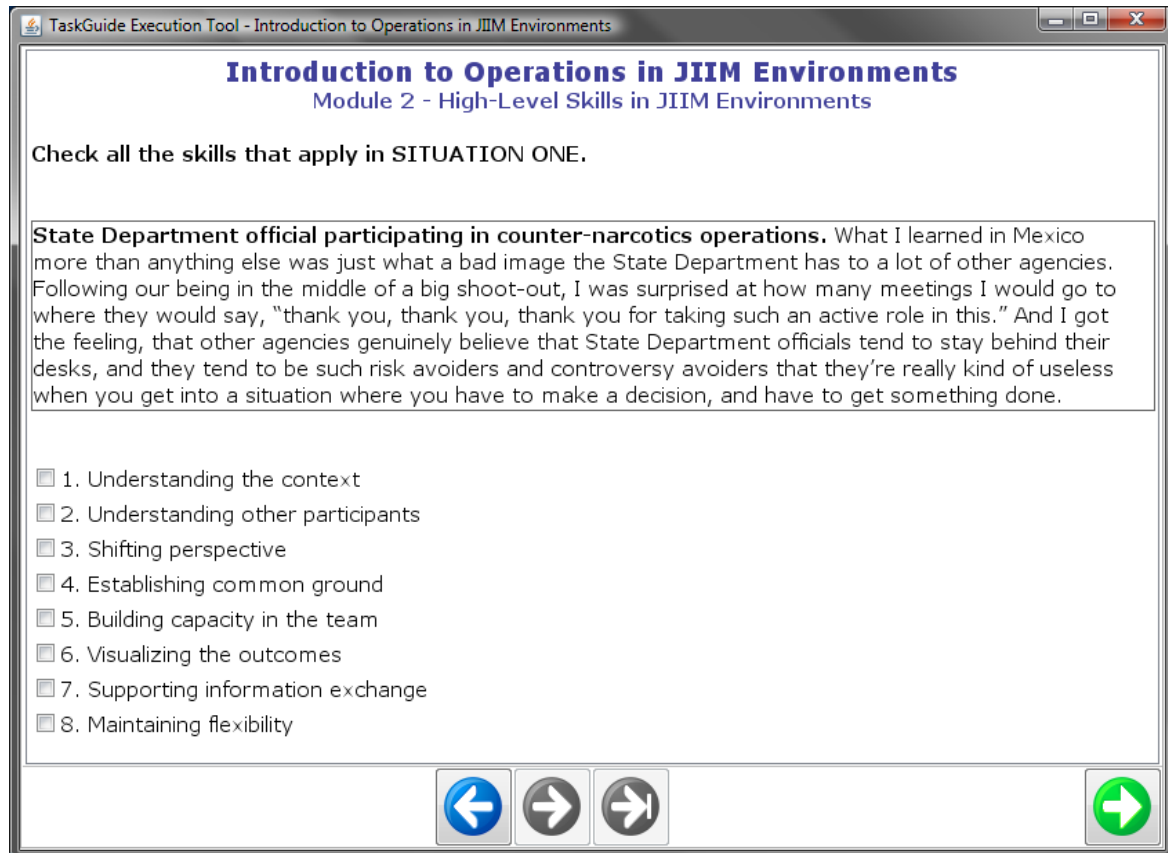 TaskGuide Execution Tool - Introduction to Operations in JIIM Environments
Introduction to Operations in JIIM Environments
Module 2 - High-Level Skills in JIIM Environments
Check all the skills that apply in SITUATION ONE.
State Department official participating in counter-narcotics operations. What I learned in Mexico
more than anything else was just what a bad image the State Department has to a lot of other agencies.
Following our being in the middle of a big shoot-out, I was surprised at how many meetings I would go to
where they would say, “thank you, thank you, thank you for taking such an active role in this.” And I got
the feeling, that other agencies genuinely believe that State Department officials tend to stay behind their
desks, and they tend to be such risk avoiders and controversy avoiders that they’re really kind of useless
when you get into a situation where you have to make a decision, and have to get something done.
1. Understanding the context
2. Understanding other participants
3. Shifting perspective
4. Establishing common ground
5. Building capacity in the team
6. Visualizing the outcomes
7. Supporting information exchange
8. Maintaining flexibility